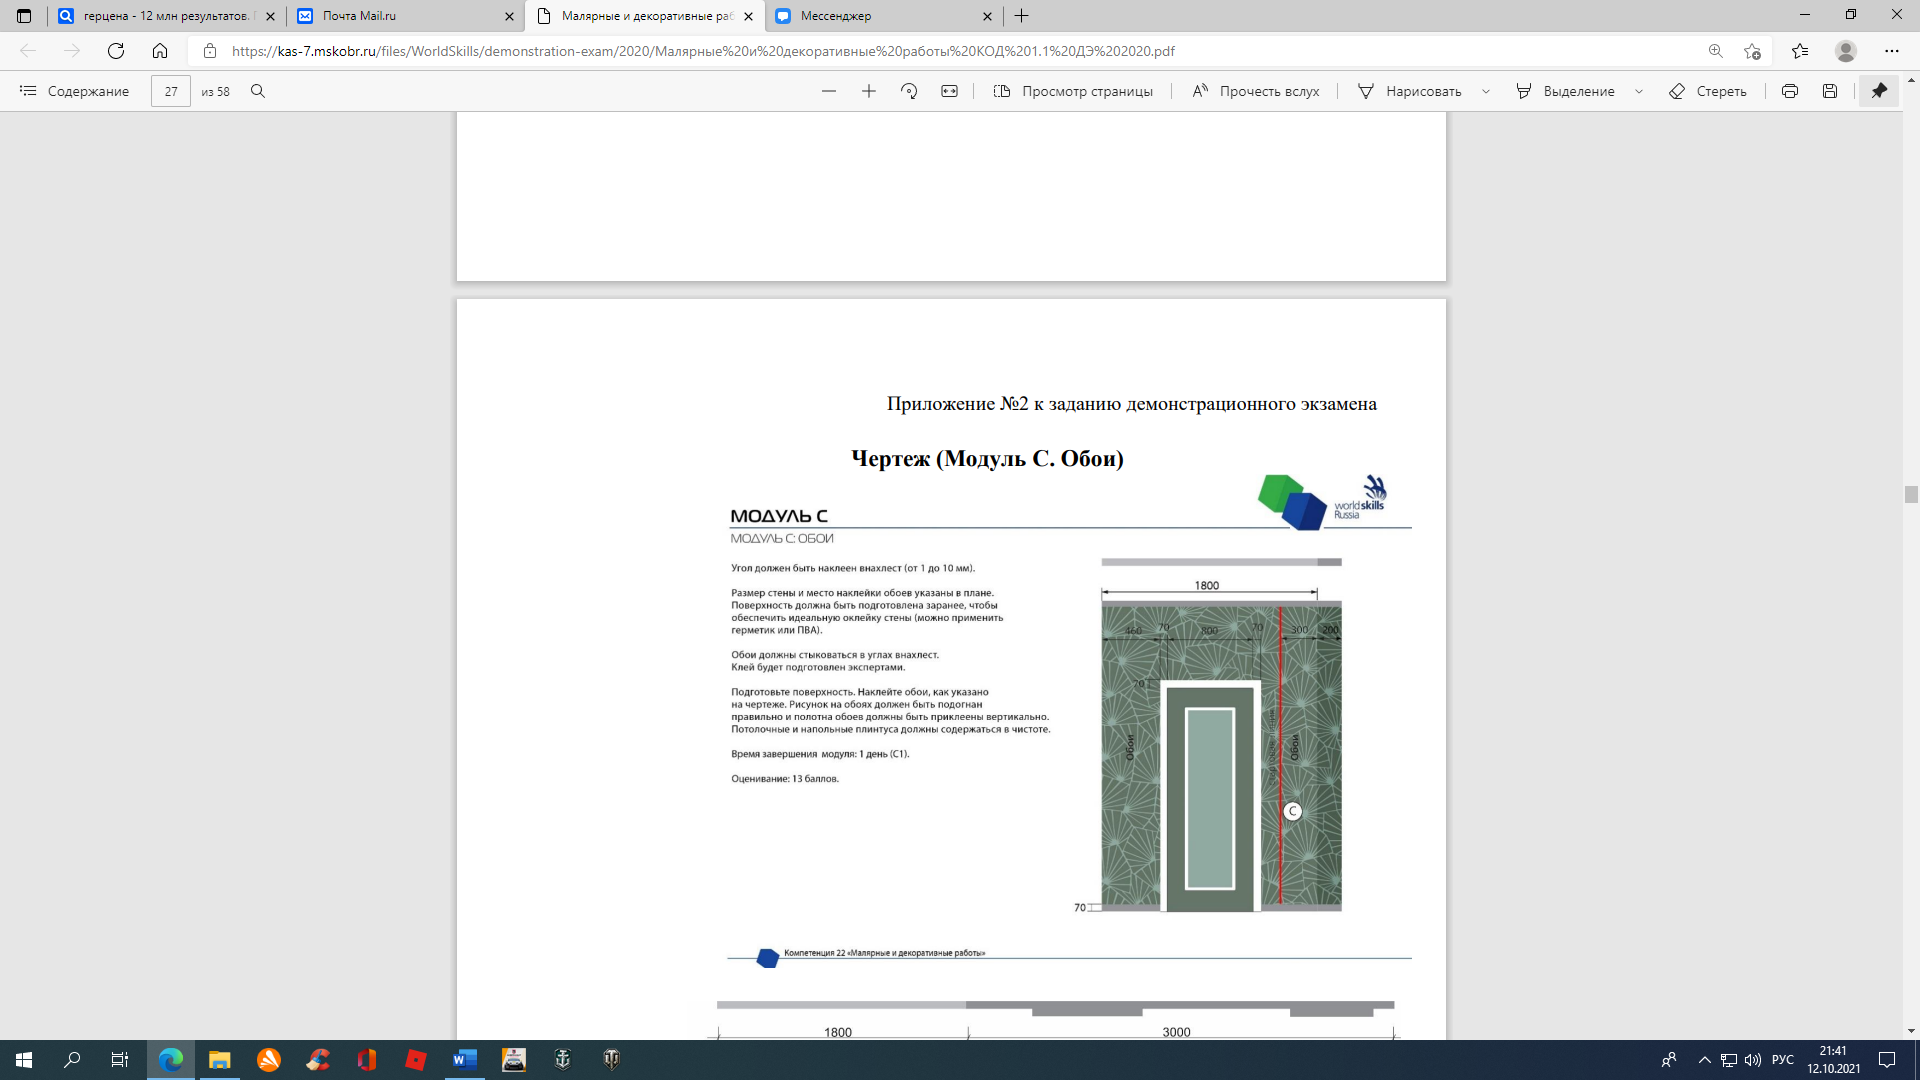 герцена - 12 млн результатов.
Почта Mail.ru
Малярные и декоративные раб
Мессенджер
https://kas-7.mskobr.ru/files/WorldSkills/demonstration-exam/2020/Малярные%20и%20декоративные%20работы%20КОД%201.1%20ДЭ%202020.pdf
Содержание
27
из 58
Просмотр страницы
Прочесть вслух
Нарисовать
Выделение
Стереть
Приложение №2 к заданию демонстрационного экзамена
Чертеж (Модуль С. Обои)
worldskills
Russia
МОДУЛЬ С
МОДУЛЬ С: ОБОИ
Угол должен быть наклеен внахлест (от 1 до 10 мм).
Размер стены и место наклейки обоев указаны в плане.
Поверхность должна быть подготовлена заранее, чтобы
обеспечить идеальную оклейку стены (можно применить
герметик или ПВА).
Обои должны стыковаться в углах внахлест.
Клей будет подготовлен экспертами.
Подготовьте поверхность. Наклейте обои, как указано
на чертеже. Рисунок на обоях должен быть подогнан
правильно и полотна обоев должны быть приклеены вертикально.
Потолочные и напольные плинтуса должны содержаться в чистоте.
Время завершения модуля: 1 день (С1).
Оценивание: 13 баллов.
1800
460
70
800
70
300
200
70
Обои
Обои
С
70
Компетенция 22 «Малярные и декоративные работы»
1800
3000
РУС
21:41
12.10.2021